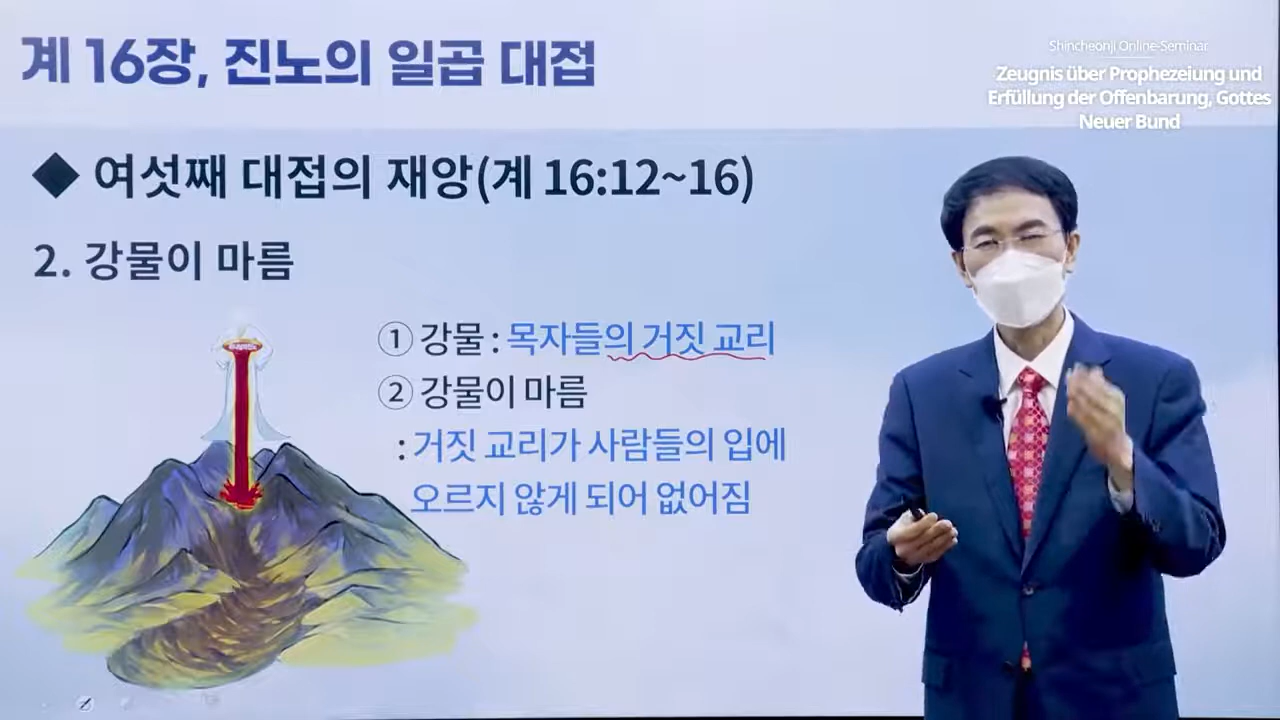 계 16장, 진노의 일곱 대접
Shincheonji Online-Seminar
Zeugnis über Prophezeiung und
Erfüllung der Offenbarung, Gottes
Neuer Bund
◆ 여섯째 대접의 재앙(계 16:12~16)
2. 강물이 마름
① 강물 : 목자들의 거짓 교리
② 강물이 마름
: 거짓 교리가 사람들의 입에
오르지 않게 되어 없어짐